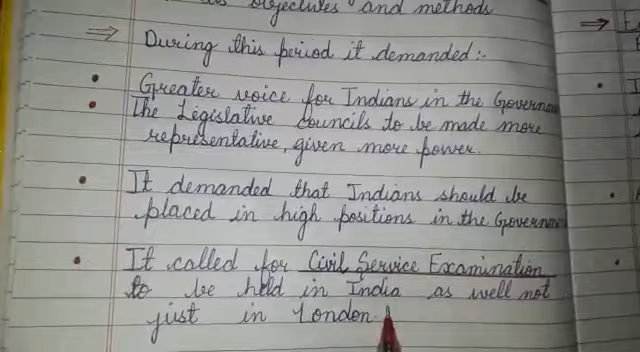 objectives and methods
⇒ During this period it demanded:-
• Greater voice for Indians in the
• The Legislative councils to be made more
representative, given more power.
• It demanded that Indians should be
placed in high positions in the
• It called for Civil Service Examination
to be held in India as well not
just in London.